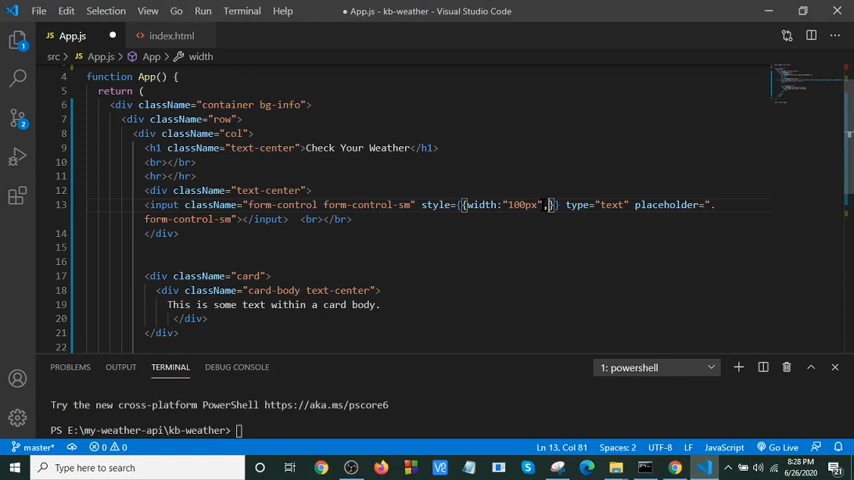 File Edit Selection View Go Run Terminal Help ● App.js - kb-weather - Visual Studio Code
App.js ● index.html
src > App.js > App > width
4 function App() {
5 return (
6 <div className="container bg-info">
7 <div className="row">
8 <div className="col">
9 <h1 className="text-center">Check Your Weather</h1>
10 <br></br>
11 <hr></hr>
12 <div className="text-center">
13 <input className="form-control form-control-sm" style={{width:"100px",}} type="text" placeholder=".
form-control-sm"></input> <br></br>
14 </div>
15
16
17 <div className="card">
18 <div className="card-body text-center">
19 This is some text within a card body.
20 </div>
21 </div>
22
PROBLEMS OUTPUT TERMINAL DEBUG CONSOLE 1: powershell
Try the new cross-platform PowerShell https://aka.ms/pscore6
PS E:\my-weather-api\kb-weather>
master* 0 0 Ln 13, Col 81 Spaces: 2 UTF-8 LF JavaScript Go Live
Type here to search 8:28 PM
6/26/2020